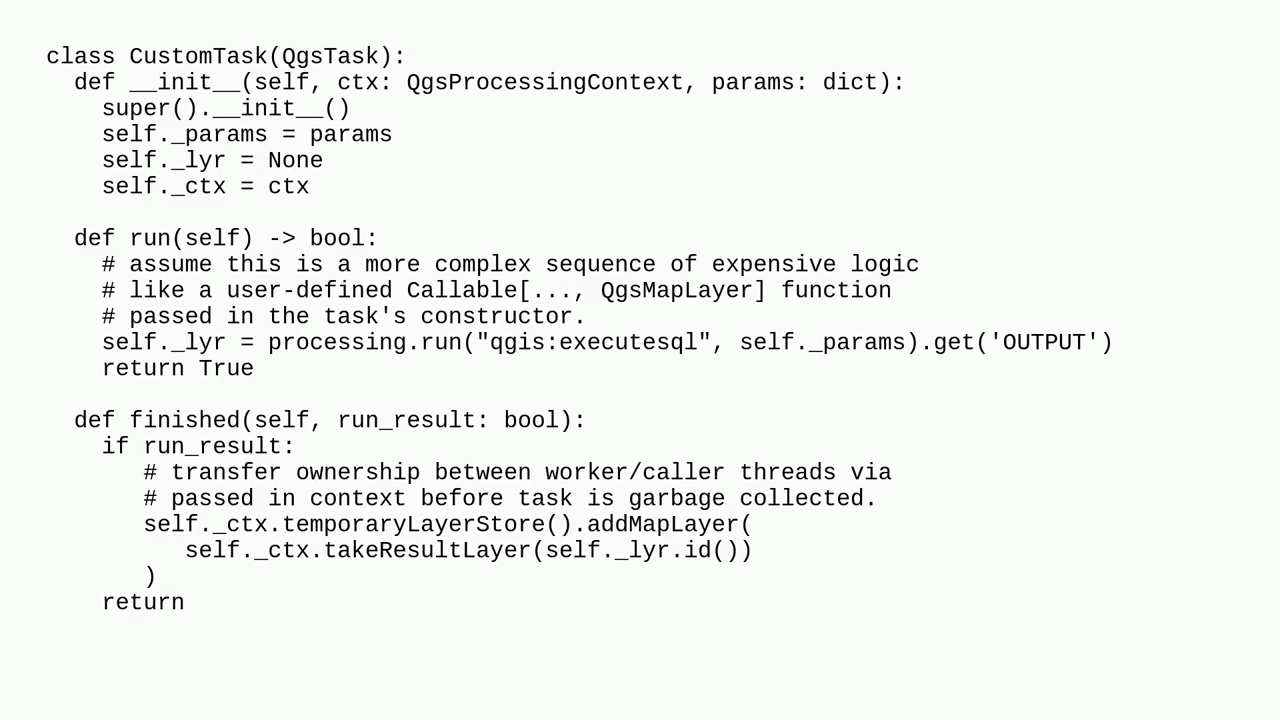 class CustomTask(QgsTask):
  def __init__(self, ctx: QgsProcessingContext, params: dict):
    super().__init__()
    self._params = params
    self._lyr = None
    self._ctx = ctx

  def run(self) -> bool:
    # assume this is a more complex sequence of expensive logic
    # like a user-defined Callable[..., QgsMapLayer] function
    # passed in the task's constructor.
    self._lyr = processing.run("qgis:executesql", self._params).get('OUTPUT')
    return True

  def finished(self, run_result: bool):
    if run_result:
       # transfer ownership between worker/caller threads via
       # passed in context before task is garbage collected.
       self._ctx.temporaryLayerStore().addMapLayer(
          self._ctx.takeResultLayer(self._lyr.id())
       )
    return